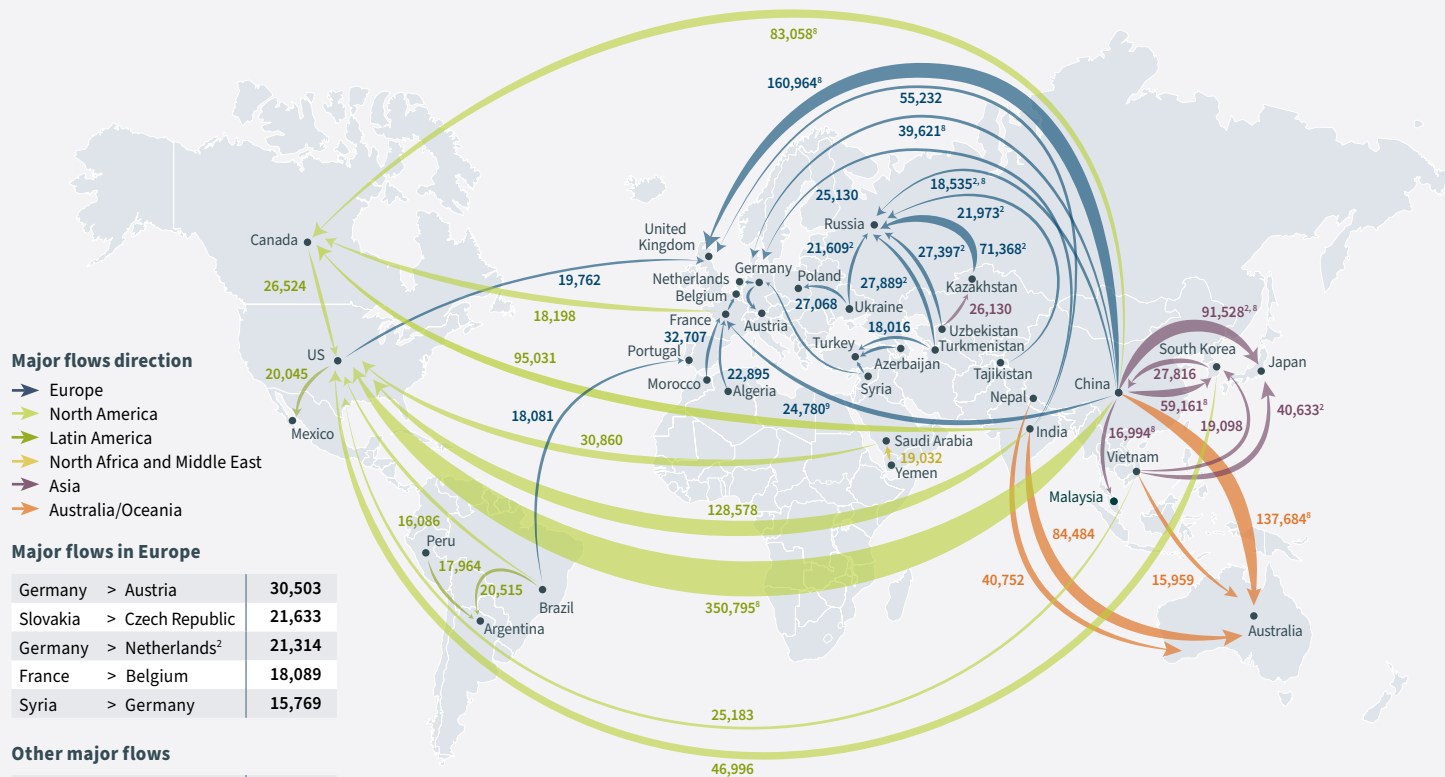 83,058⁸
160,964⁸
55,232
39,621⁸
18,535²,⁸
25,130
21,973²
United
Kingdom
Russia
Canada
21,609²
27,397²
71,368²
Germany
Poland
Netherlands
19,762
26,524
Belgium
27,068
27,889²
Kazakhstan
Ukraine
26,130
91,528²,⁸
18,198
France
Austria
18,016
Uzbekistan
32,707
Turkey
Turkmenistan
South Korea
Major flows direction
US
95,031
Portugal
Azerbaijan
Japan
Europe
20,045
Morocco
22,895
Syria
Tajikistan
27,816
North America
Algeria
China
Latin America
Mexico
18,081
24,780⁹
Nepal
59,161⁸
40,633²
North Africa and Middle East
30,860
Saudi Arabia
India
16,994⁸
19,098
Asia
19,032
Vietnam
Yemen
Australia/Oceania
Malaysia
128,578
137,684⁸
16,086
84,484
Peru
Major flows in Europe
17,964
40,752
15,959
20,515
Germany > Austria 30,503
Brazil
350,795⁸
Slovakia > Czech Republic 21,633
Argentina
Australia
Germany > Netherlands² 21,314
France > Belgium 18,089
Syria > Germany 15,769
25,183
Other major flows
46,996